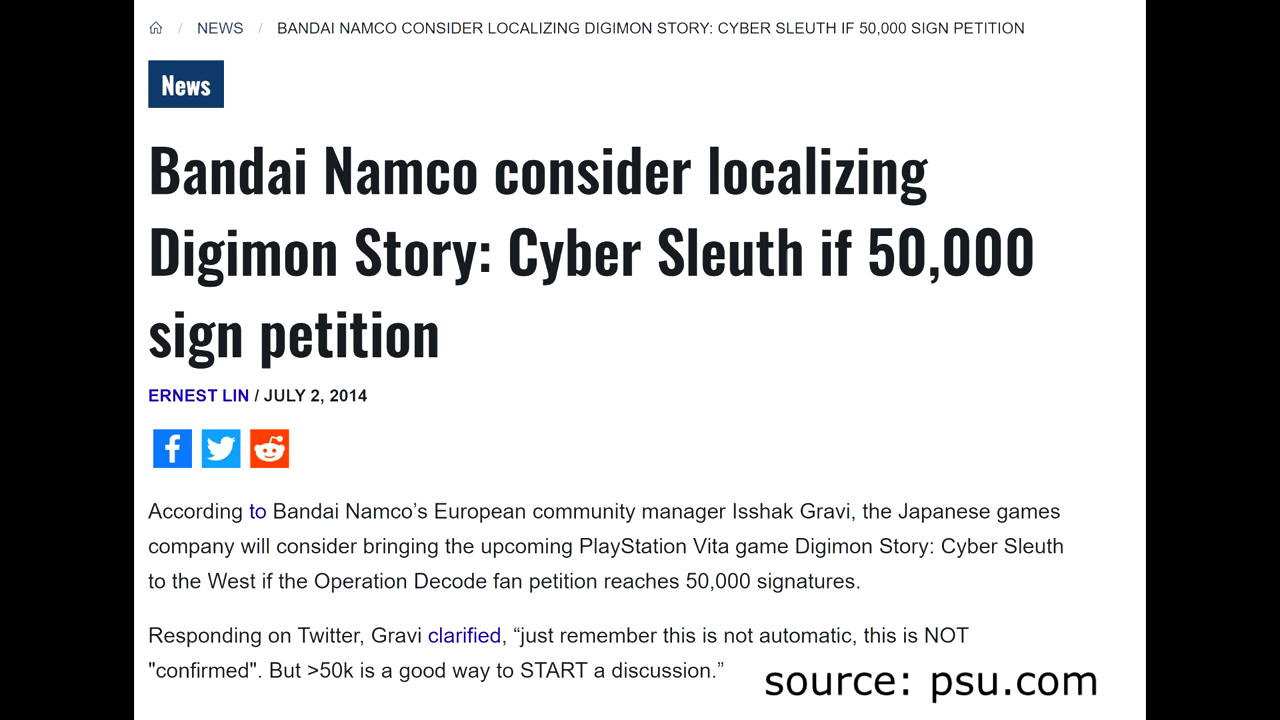 / NEWS / BANDAI NAMCO CONSIDER LOCALIZING DIGIMON STORY: CYBER SLEUTH IF 50,000 SIGN PETITION
News
Bandai Namco consider localizing
Digimon Story: Cyber Sleuth if 50,000
sign petition
ERNEST LIN / JULY 2, 2014
According to Bandai Namco’s European community manager Isshak Gravi, the Japanese games
company will consider bringing the upcoming PlayStation Vita game Digimon Story: Cyber Sleuth
to the West if the Operation Decode fan petition reaches 50,000 signatures.
Responding on Twitter, Gravi clarified, “just remember this is not automatic, this is NOT
"confirmed". But >50k is a good way to START a discussion.”
source: psu.com